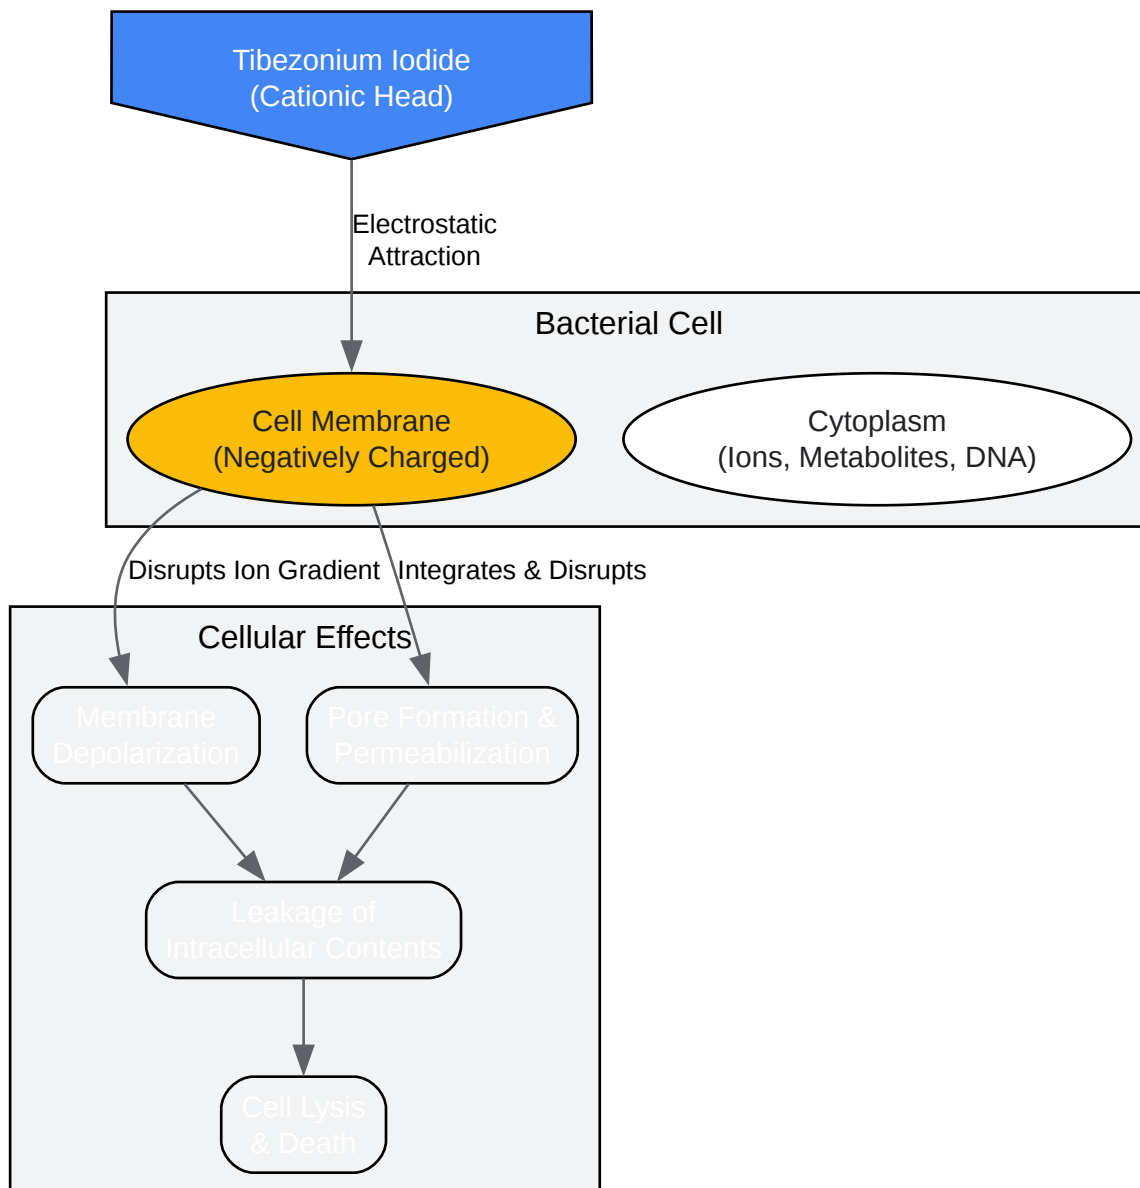 Tibezonium Iodide
(Cationic Head)
Electrostatic
Attraction
Bacterial Cell
Cell Membrane
(Negatively Charged)
Cytoplasm
(Ions, Metabolites, DNA)
Disrupts Ion Gradient
Integrates & Disrupts
Cellular Effects
Membrane
Depolarization
Pore Formation &
Permeabilization
Leakage of
Intracellular Contents
Cell Lysis
& Death